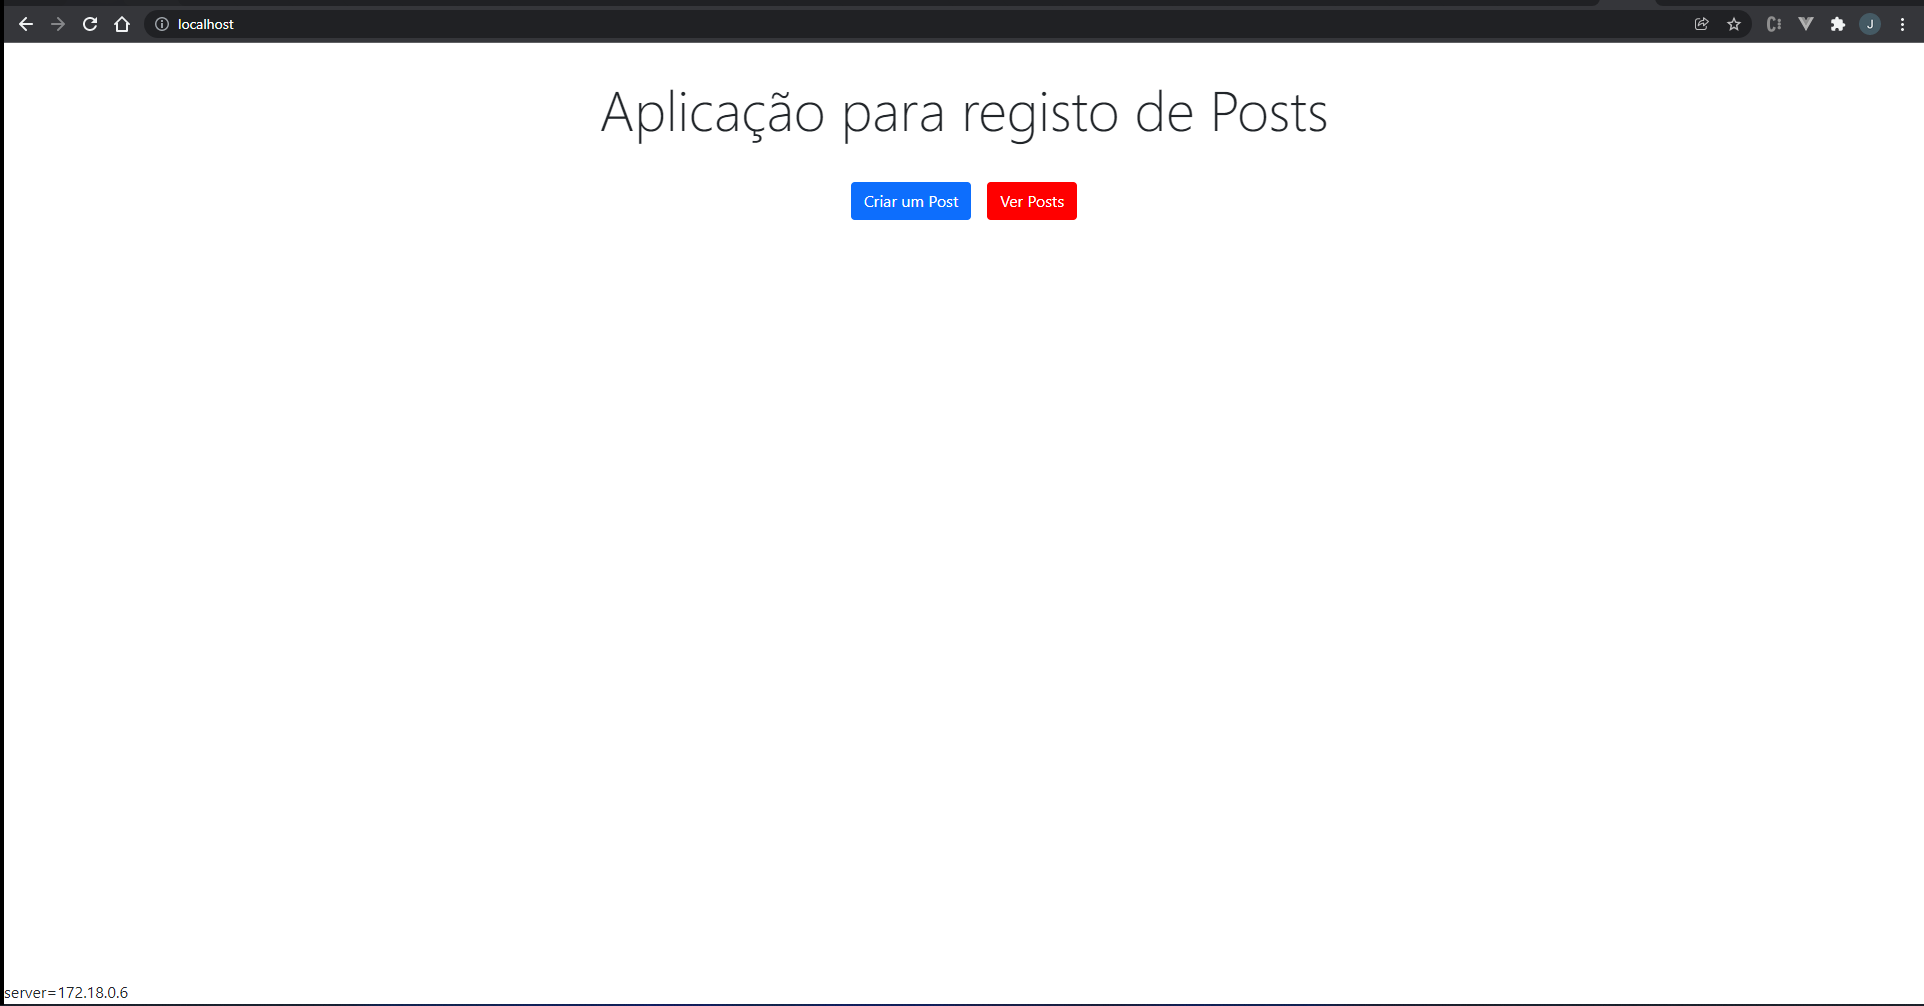 localhost
J
Aplicação para registo de Posts
Criar um Post Ver Posts
server=172.18.0.6